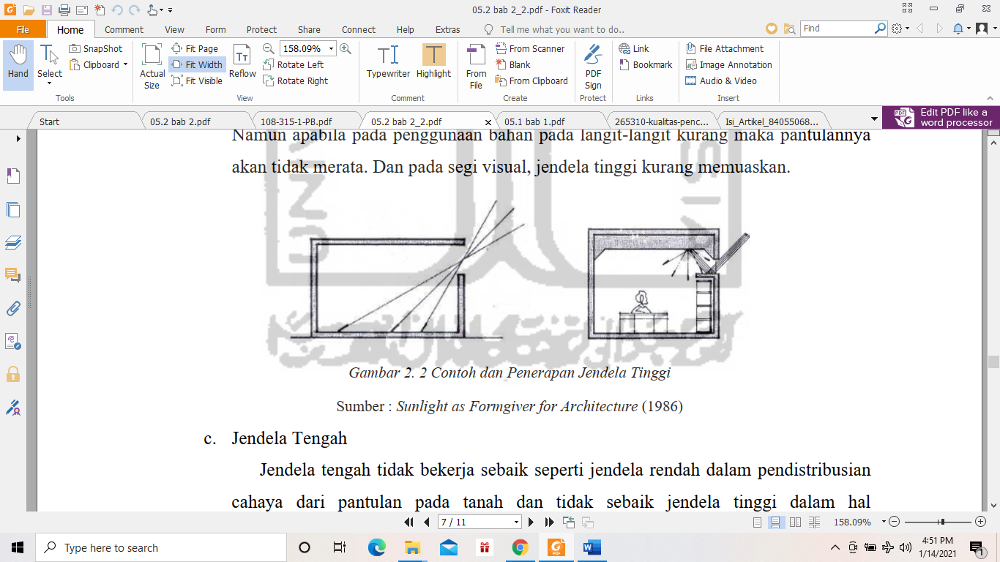 05.2 bab 2_2.pdf - Foxit Reader
File Home Comment View Form Protect Share Connect Help Extras Tell me what you want to do.. Find
Hand Select SnapShot Clipboard Actual Size Fit Page Fit Width Fit Visible Reflow 158.09% Rotate Left Rotate Right Typewriter Highlight From File From Scanner Blank From Clipboard PDF Sign Link Bookmark File Attachment Image Annotation Audio & Video
Tools View Comment Create Protect Links Insert
Start 05.2 bab 2.pdf 108-315-1-PB.pdf 05.2 bab 2_2.pdf 05.1 bab 1.pdf 265310-kualitas-penc... Isi_Artikel_84055068... Edit PDF like a
word processor
Namun apabila pada penggunaan bahan pada langit-langit kurang maka pantulannya
akan tidak merata. Dan pada segi visual, jendela tinggi kurang memuaskan.
Gambar 2. 2 Contoh dan Penerapan Jendela Tinggi
Sumber : Sunlight as Formgiver for Architecture (1986)
c. Jendela Tengah
Jendela tengah tidak bekerja sebaik seperti jendela rendah dalam pendistribusian
cahaya dari pantulan pada tanah dan tidak sebaik jendela tinggi dalam hal
7 / 11 158.09%
Type here to search 4:51 PM
1/14/2021 1